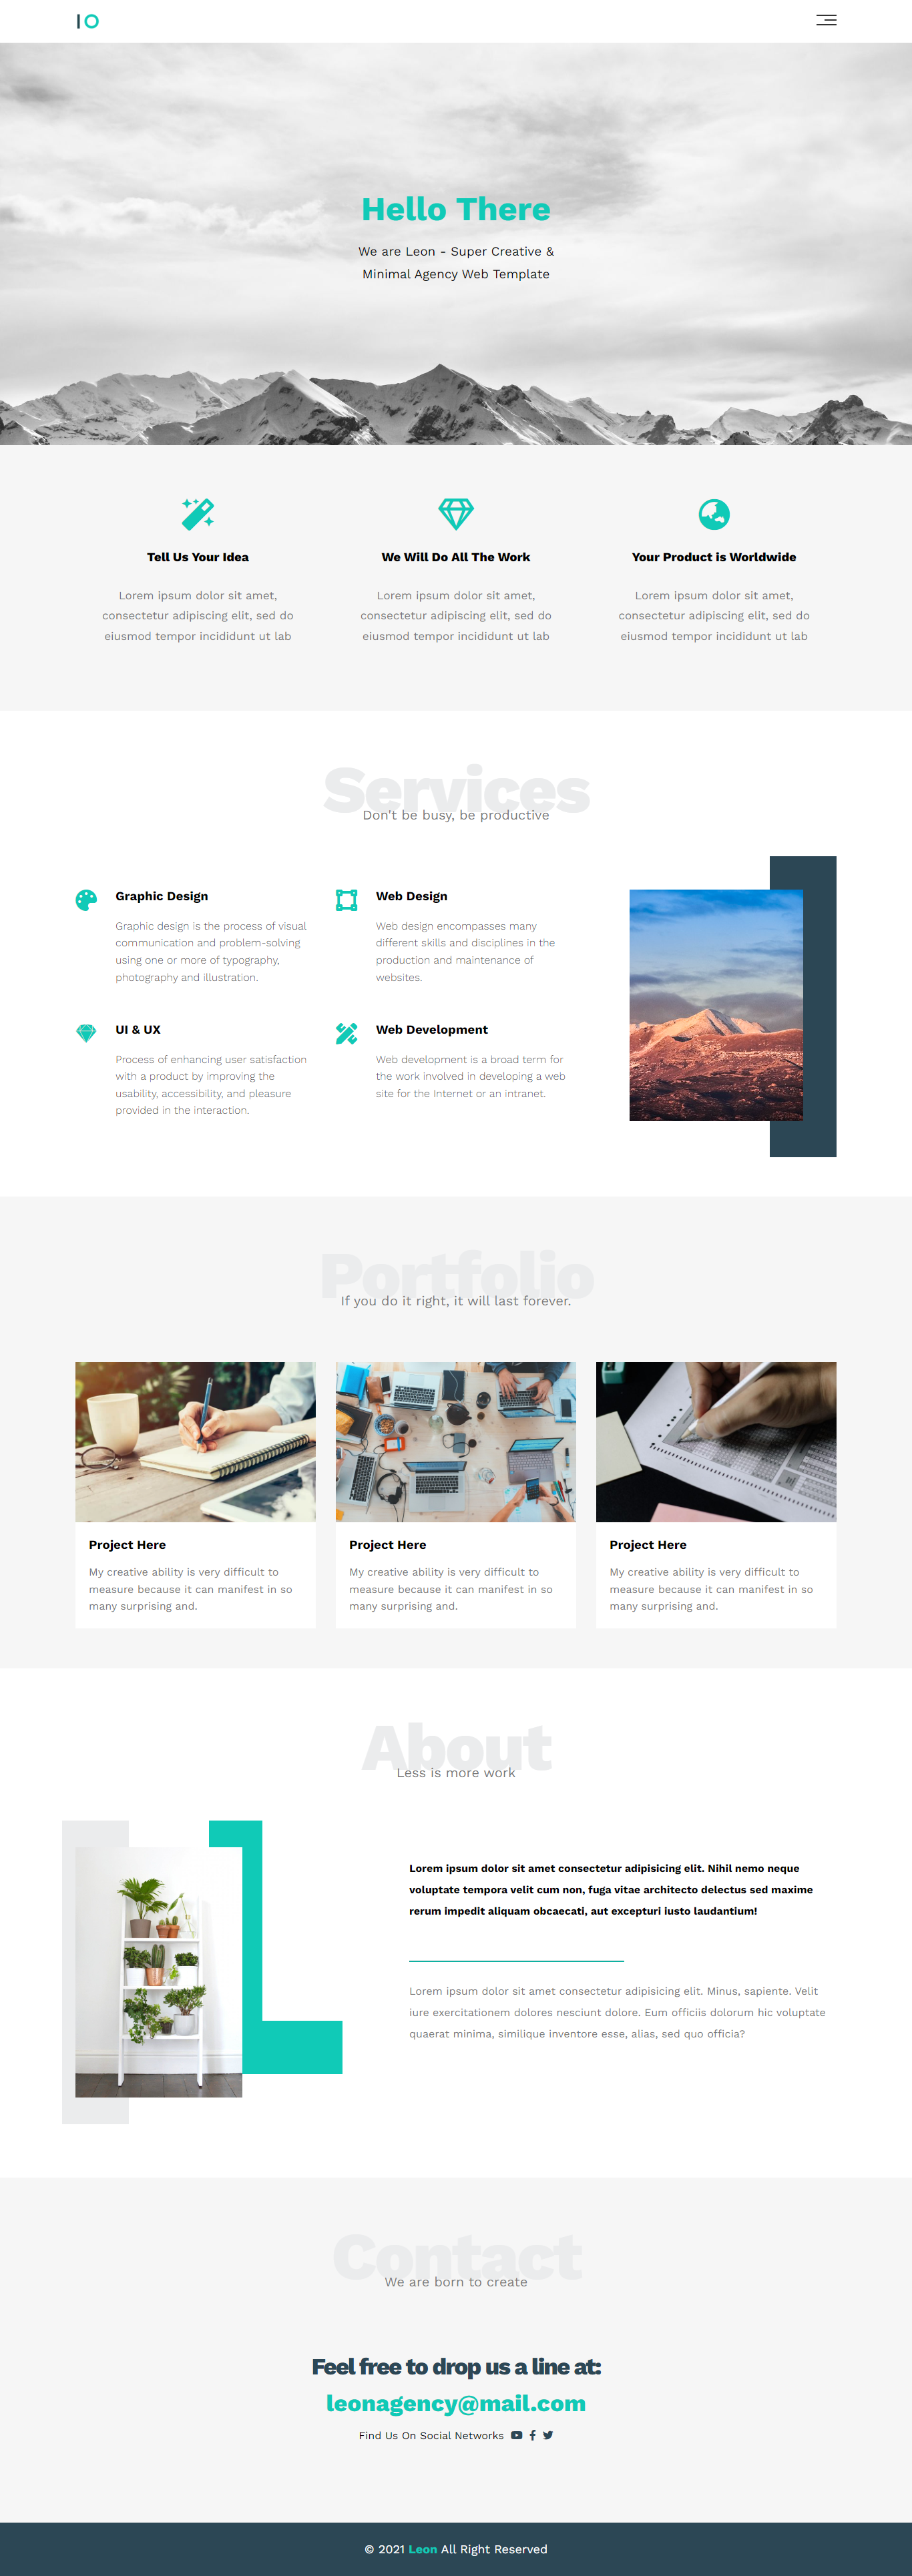 IO
Hello There
We are Leon - Super Creative &
Minimal Agency Web Template
Tell Us Your Idea
Lorem ipsum dolor sit amet,
consectetur adipiscing elit, sed do
eiusmod tempor incididunt ut lab
We Will Do All The Work
Lorem ipsum dolor sit amet,
consectetur adipiscing elit, sed do
eiusmod tempor incididunt ut lab
Your Product is Worldwide
Lorem ipsum dolor sit amet,
consectetur adipiscing elit, sed do
eiusmod tempor incididunt ut lab
Services
Don't be busy, be productive
Graphic Design
Graphic design is the process of visual
communication and problem-solving
using one or more of typography,
photography and illustration.
Web Design
Web design encompasses many
different skills and disciplines in the
production and maintenance of
websites.
UI & UX
Process of enhancing user satisfaction
with a product by improving the
usability, accessibility, and pleasure
provided in the interaction.
Web Development
Web development is a broad term for
the work involved in developing a web
site for the Internet or an intranet.
Portfolio
If you do it right, it will last forever.
Project Here
My creative ability is very difficult to
measure because it can manifest in so
many surprising and.
Project Here
My creative ability is very difficult to
measure because it can manifest in so
many surprising and.
Project Here
My creative ability is very difficult to
measure because it can manifest in so
many surprising and.
About
Less is more work
Lorem ipsum dolor sit amet consectetur adipisicing elit. Nihil nemo neque
voluptate tempora velit cum non, fuga vitae architecto delectus sed maxime
rerum impedit aliquam obcaecati, aut excepturi iusto laudantium!
Lorem ipsum dolor sit amet consectetur adipisicing elit. Minus, sapiente. Velit
iure exercitationem dolores nesciunt dolore. Eum officiis dolorum hic voluptate
quaerat minima, similique inventore esse, alias, sed quo officia?
Contact
We are born to create
Feel free to drop us a line at:
leonagency@mail.com
Find Us On Social Networks
© 2021 Leon All Right Reserved